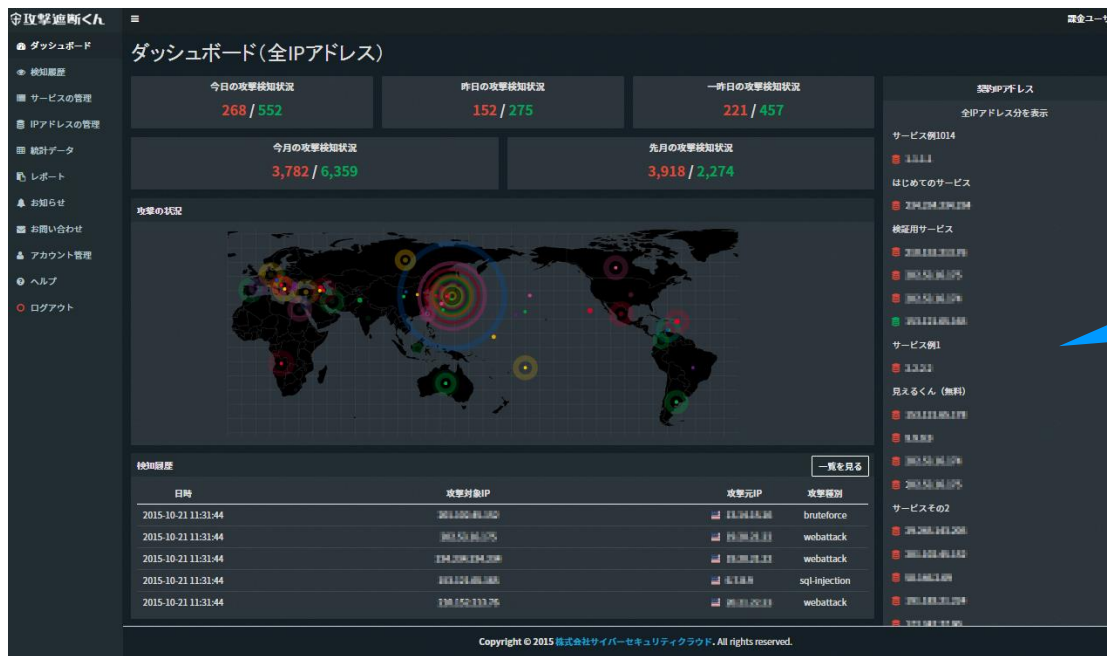 攻撃遮断くん
課金ユーザ
ダッシュボード
検知履歴
サービスの管理
IPアドレスの管理
統計データ
レポート
お知らせ
お問い合わせ
アカウント管理
ヘルプ
ログアウト
ダッシュボード(全IPアドレス)
今日の攻撃検知状況
268 / 552
昨日の攻撃検知状況
152 / 275
一昨日の攻撃検知状況
221 / 457
今月の攻撃検知状況
3,782 / 6,359
先月の攻撃検知状況
3,918 / 2,274
攻撃の状況
検知履歴
一覧を見る
日時 攻撃対象IP 攻撃元IP 攻撃種別
2015-10-21 11:31:44 bruteforce
2015-10-21 11:31:44 webattack
2015-10-21 11:31:44 webattack
2015-10-21 11:31:44 sql-injection
2015-10-21 11:31:44 webattack
契約IPアドレス
全IPアドレス分を表示
サービス例1014
はじめてのサービス
検証用サービス
サービス例1
見えるくん（無料）
サービスその2
Copyright © 2015 株式会社サイバーセキュリティクラウド. All rights reserved.